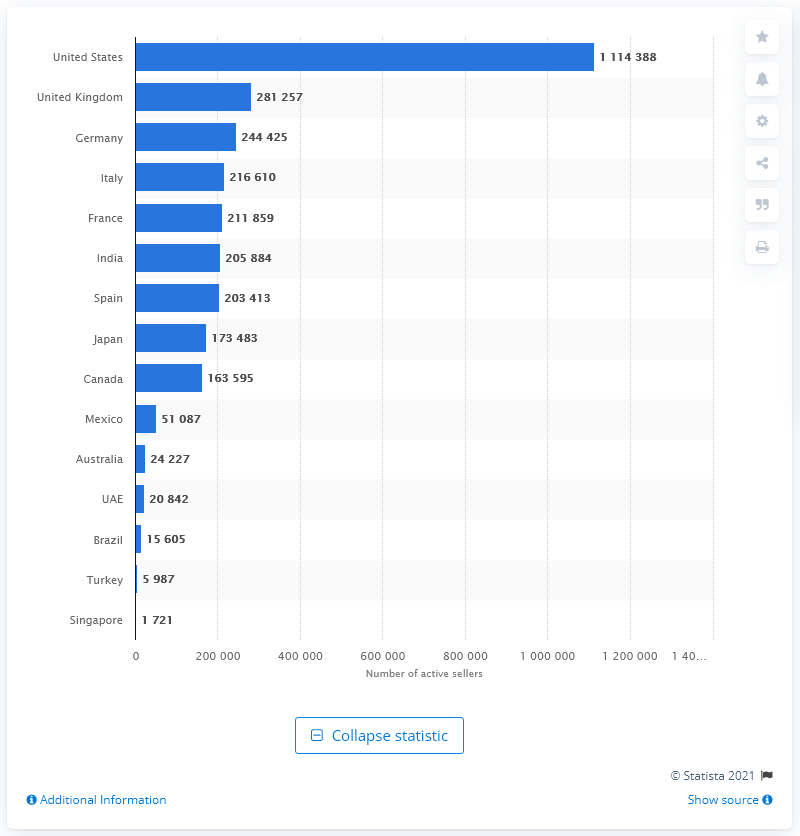 United States 1 114 388
United Kingdom 281 257
Germany 244 425
Italy 216 610
France 211 859
India 205 884
Spain 203 413
Japan 173 483
Canada 163 595
Mexico 51 087
Australia 24 227
UAE 20 842
Brazil 15 605
Turkey 5 987
Singapore 1 721
0 200 000 400 000 600 000 800 000 1 000 000 1 200 000 1 40...
Number of active sellers
Collapse statistic
© Statista 2021
Additional Information Show source